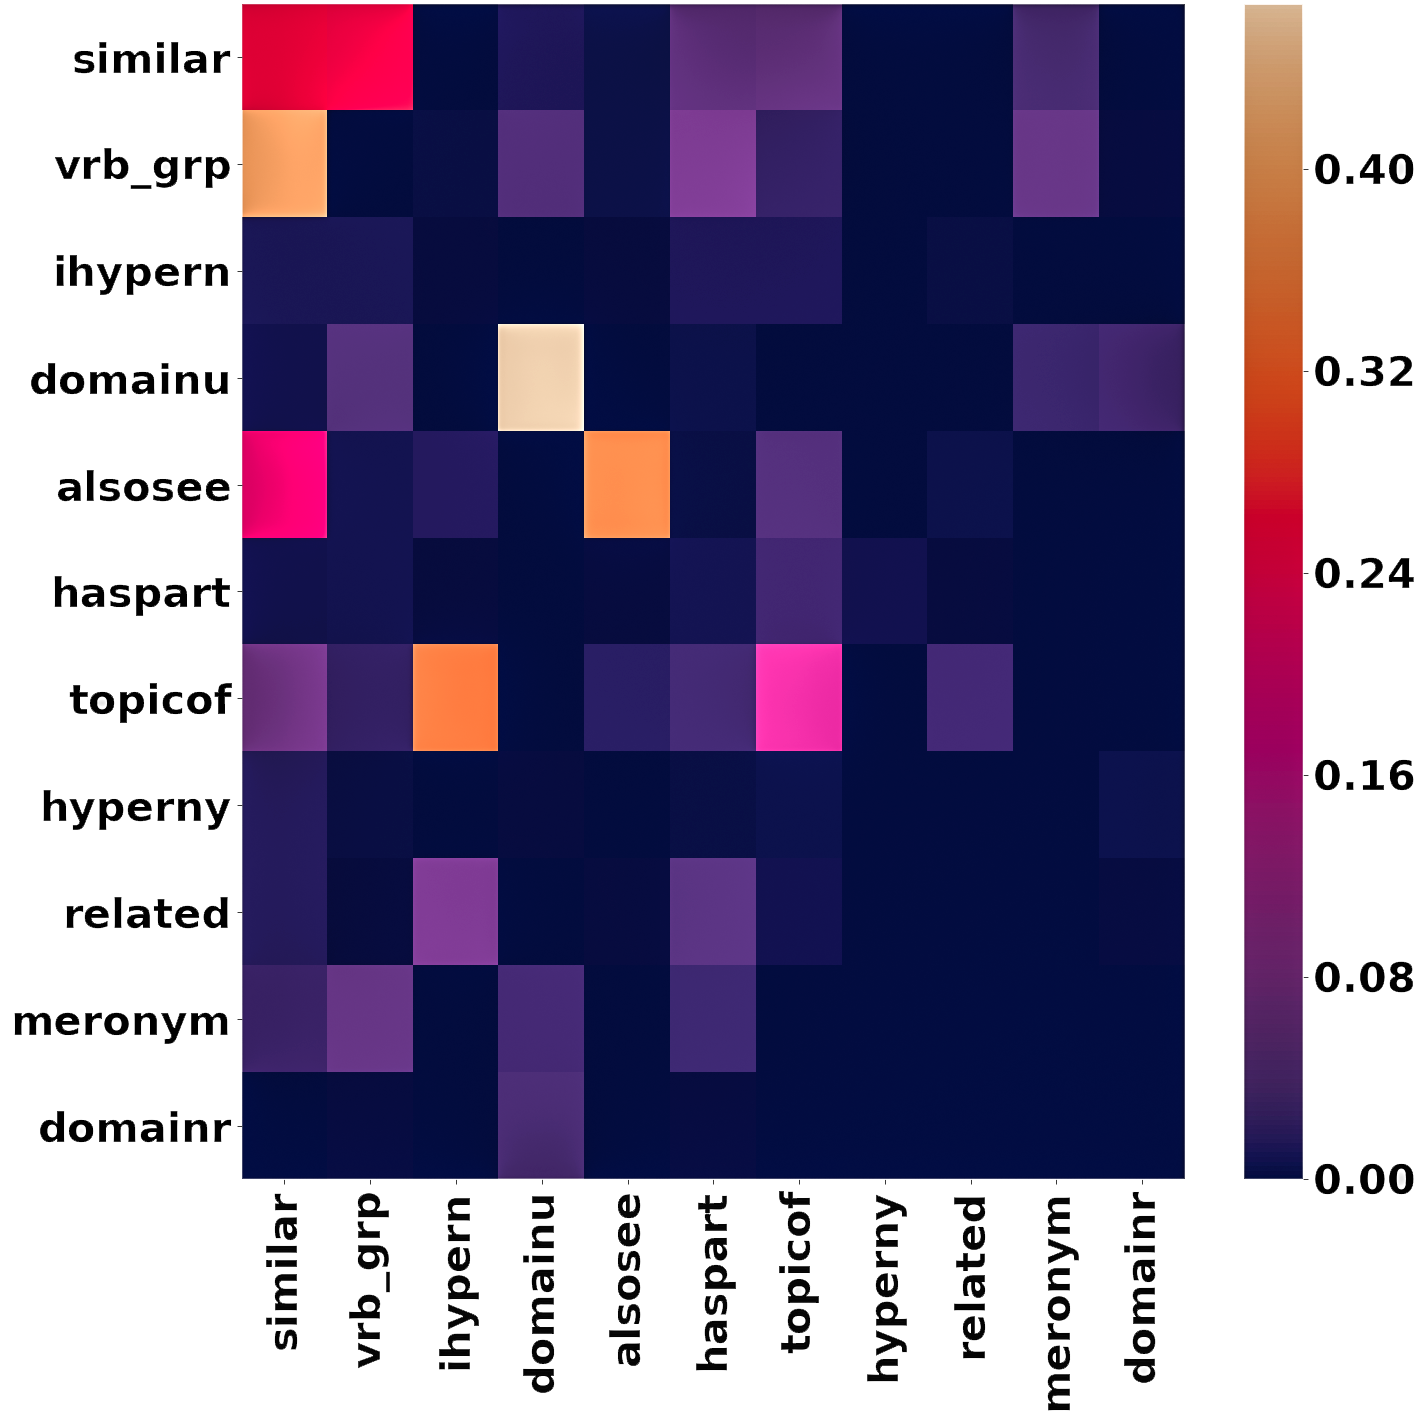 similar
vrb_grp
ihypern
domainu
alsosee
haspart
topicof
hyperny
related
meronym
domainr
similar
vrb_grp
ihypern
domainu
alsosee
haspart
topicof
hyperny
related
meronym
domainr
0.40
0.32
0.24
0.16
0.08
0.00